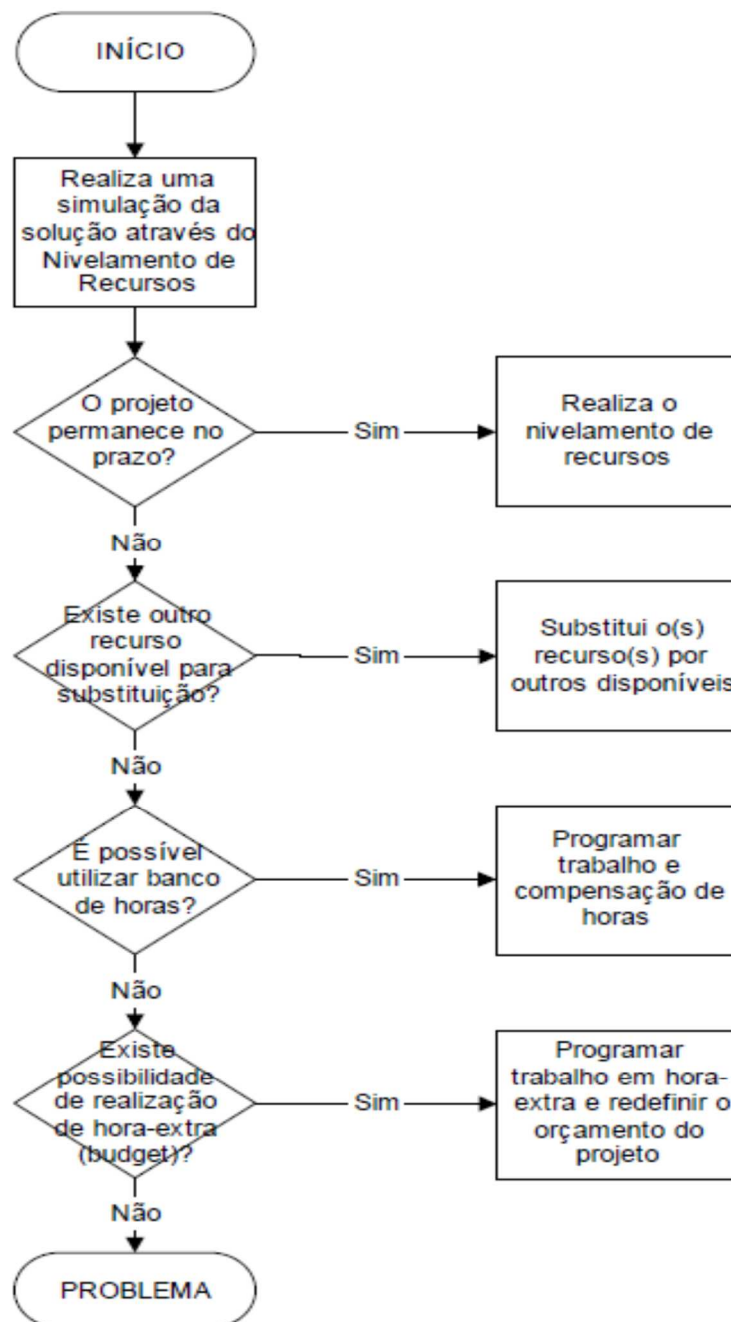 INÍCIO
Realiza uma
simulação da
solução através do
Nivelamento de
Recursos
O projeto
permanece no
prazo?
Sim
Realiza o
nivelamento de
recursos
Não
Existe outro
recurso
disponível para
substituição?
Sim
Substitui o(s)
recurso(s) por
outros disponíveis
Não
É possível
utilizar banco
de horas?
Sim
Programar
trabalho e
compensação de
horas
Não
Existe
possibilidade
de realização
de hora-extra
(budget)?
Sim
Programar
trabalho em hora-
extra e redefinir o
orçamento do
projeto
Não
PROBLEMA